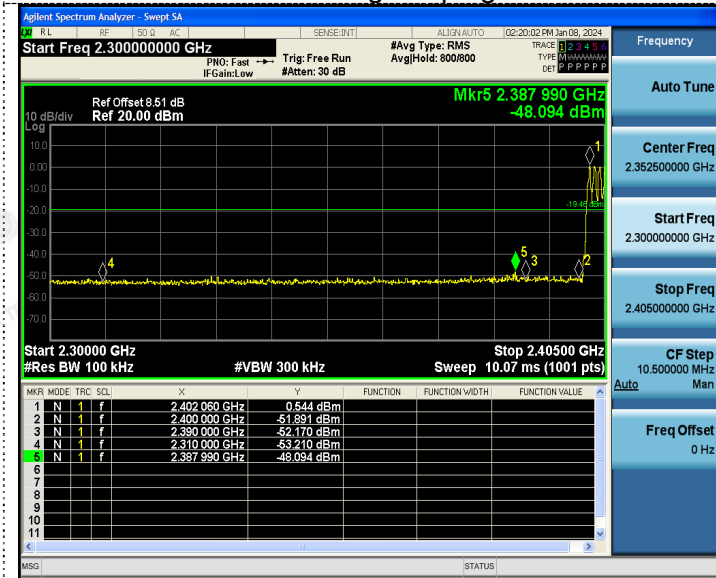 Agilent Spectrum Analyzer - Swept SA
RL RF 50 Ω AC SENSE:INT ALIGN AUTO 02:20:02 PM Jan 08, 2024
Start Freq 2.300000000 GHz
PNO: Fast
IFGain:Low
Trig: Free Run
#Atten: 30 dB
#Avg Type: RMS
Avg|Hold: 800/800
TRACE 1 2 3 4 5 6
TYPE M
DET P P P P P P
Frequency
Ref Offset 8.51 dB
10 dB/div Ref 20.00 dBm
Log
Mkr5 2.387 990 GHz
-48.094 dBm
10.0
0.00
-10.0
-20.0
-30.0
-40.0
-50.0
-60.0
-70.0
1
-19.46 dBm
4
5
3
2
Start 2.30000 GHz Stop 2.40500 GHz
#Res BW 100 kHz #VBW 300 kHz Sweep 10.07 ms (1001 pts)
MKR MODE TRC SCL X Y FUNCTION FUNCTION WIDTH FUNCTION VALUE
1 N 1 f 2.402 060 GHz 0.544 dBm
2 N 1 f 2.400 000 GHz -51.891 dBm
3 N 1 f 2.390 000 GHz -52.170 dBm
4 N 1 f 2.310 000 GHz -53.210 dBm
5 N 1 f 2.387 990 GHz -48.094 dBm
6
7
8
9
10
11
MSG STATUS
Auto Tune
Center Freq
2.352500000 GHz
Start Freq
2.300000000 GHz
Stop Freq
2.405000000 GHz
CF Step
10.500000 MHz
Auto Man
Freq Offset
0 Hz